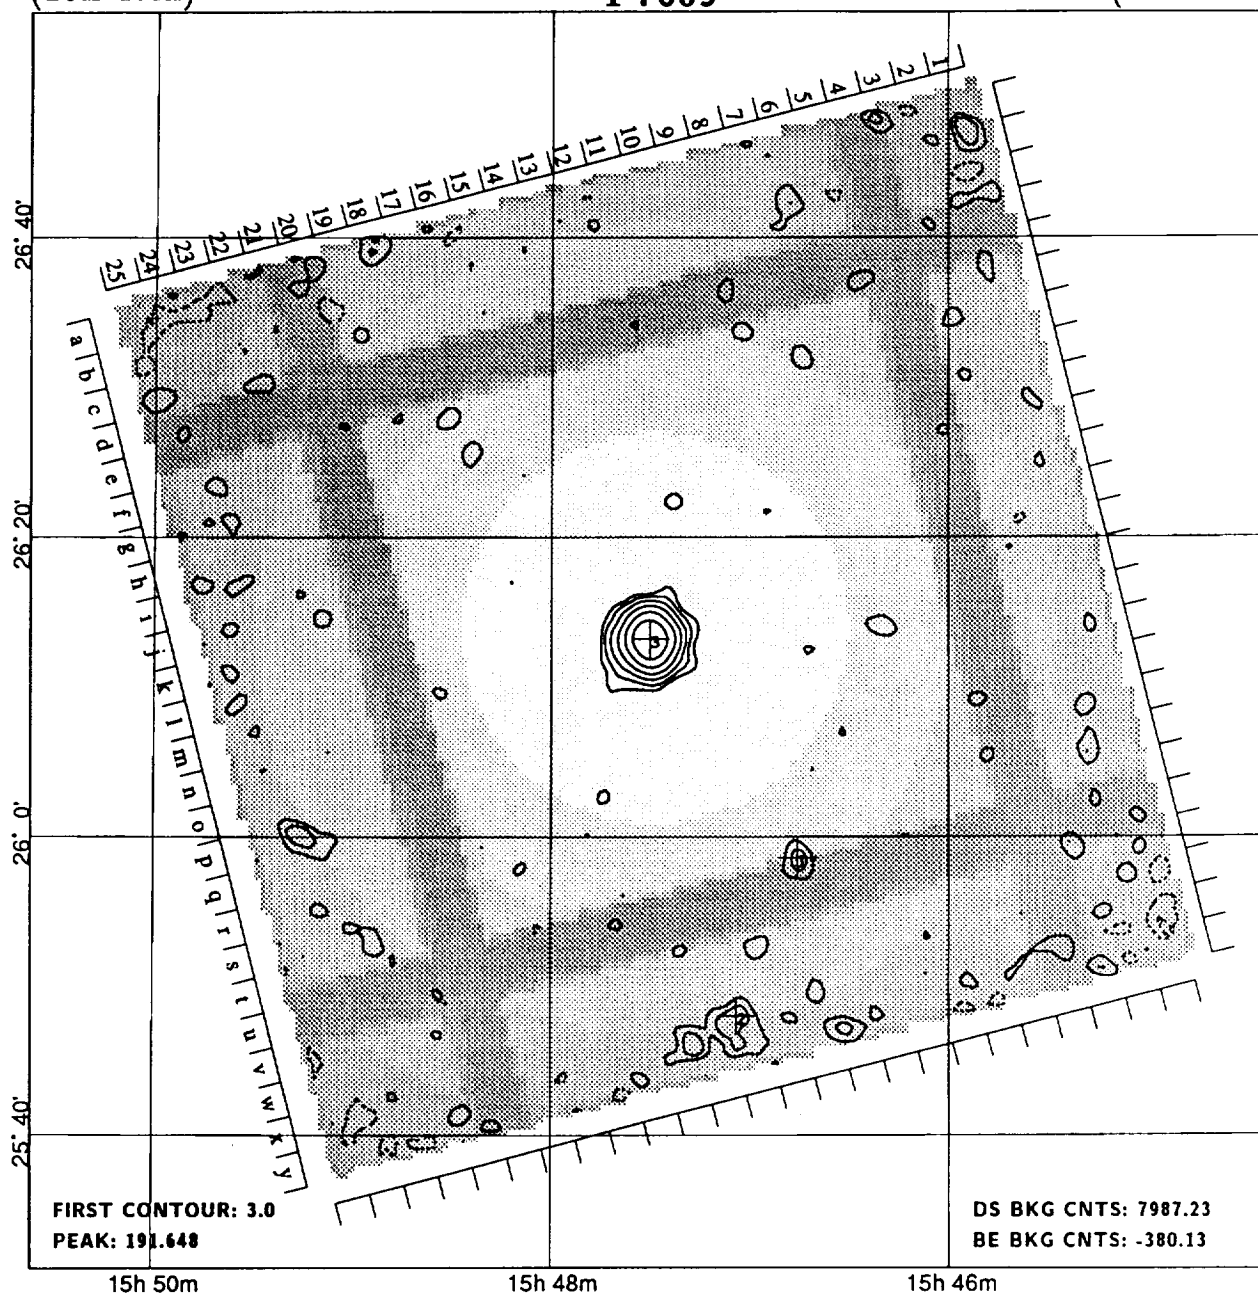 1 2 3 4 5 6 7 8 9 10 11 12 13 14 15 16 17 18 19 20 21 22 23 24 25
26° 40'
a b c d e f g h i j k l m n o p q r s t u v w x y
26° 20'
3
26° 0'
2
25° 40'
FIRST CONTOUR: 3.0
PEAK: 191.648
DS BKG CNTS: 7987.23
BE BKG CNTS: -380.13
15h 50m 15h 48m 15h 46m